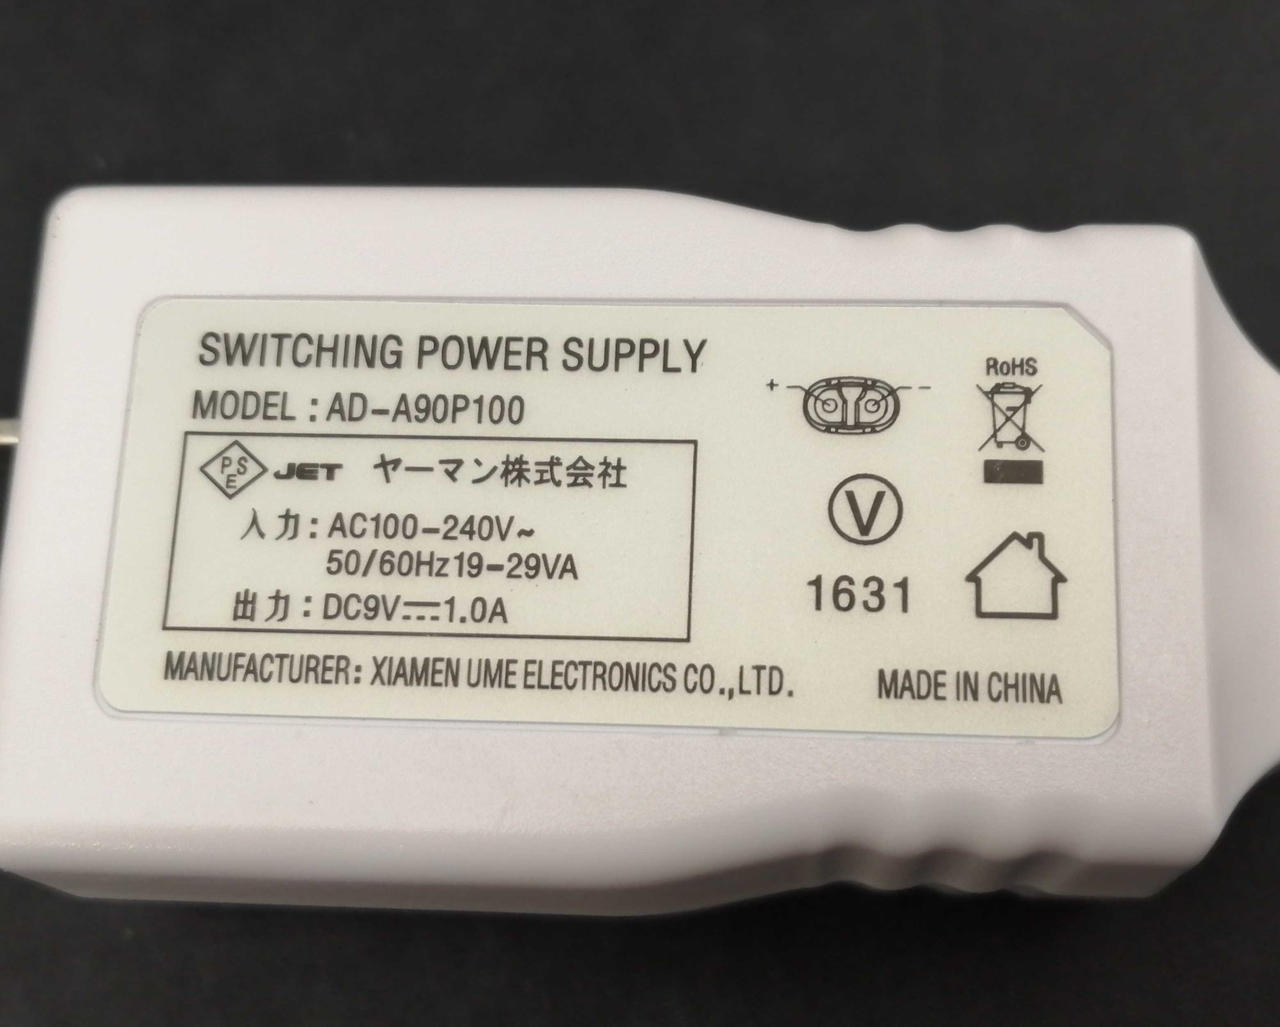 SWITCHING POWER SUPPLY
MODEL : AD-A90P100
PSE JET ヤーマン株式会社
入力 : AC100-240V~
50/60Hz 19-29VA
出力 : DC9V⎓1.0A
MANUFACTURER: XIAMEN UME ELECTRONICS CO.,LTD.
+ -
V
1631
RoHS
MADE IN CHINA